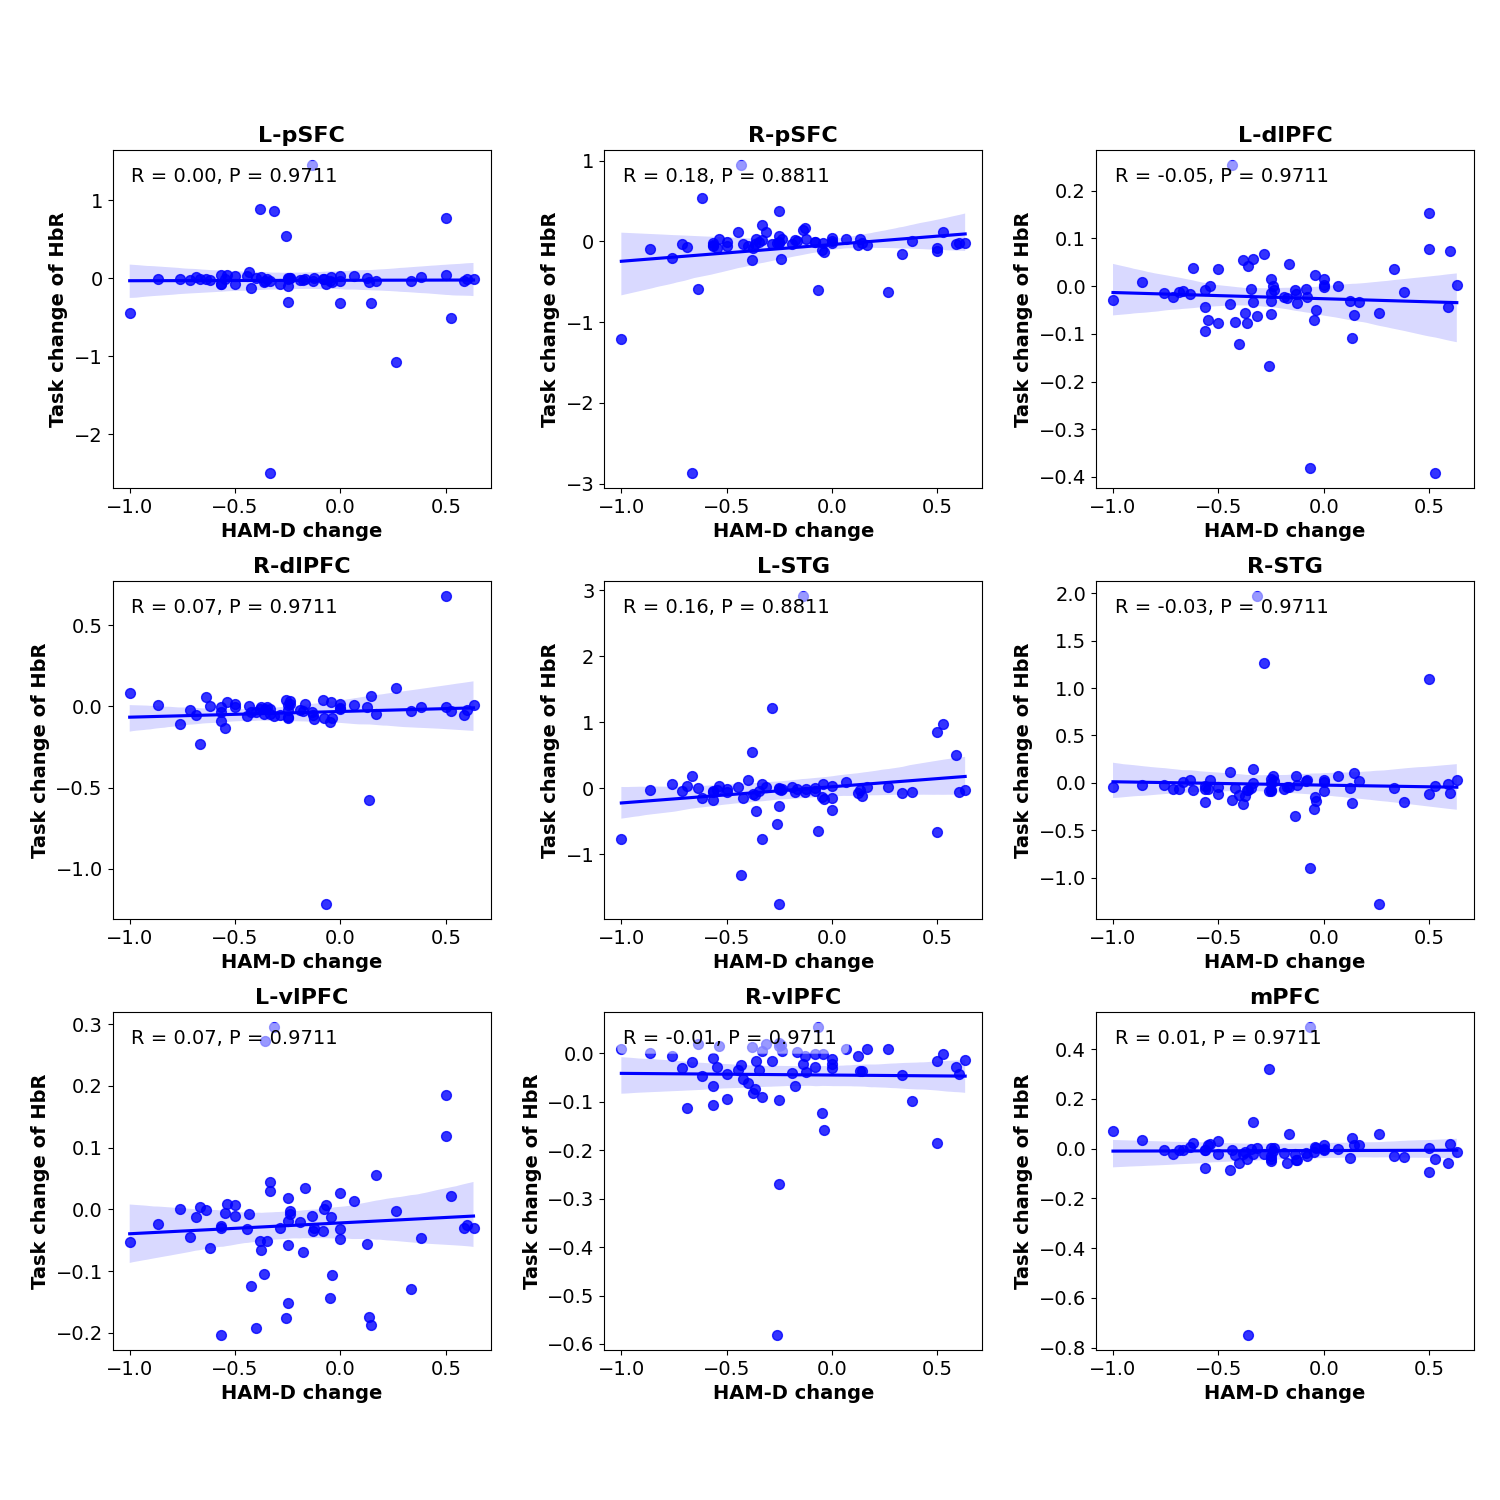 L-pSFC
R = 0.00, P = 0.9711
Task change of HbR
1
0
−1
−2
−1.0 −0.5 0.0 0.5
HAM-D change
R-pSFC
R = 0.18, P = 0.8811
Task change of HbR
1
0
−1
−2
−3
−1.0 −0.5 0.0 0.5
HAM-D change
L-dlPFC
R = -0.05, P = 0.9711
Task change of HbR
0.2
0.1
0.0
−0.1
−0.2
−0.3
−0.4
−1.0 −0.5 0.0 0.5
HAM-D change
R-dlPFC
R = 0.07, P = 0.9711
Task change of HbR
0.5
0.0
−0.5
−1.0
−1.0 −0.5 0.0 0.5
HAM-D change
L-STG
R = 0.16, P = 0.8811
Task change of HbR
3
2
1
0
−1
−1.0 −0.5 0.0 0.5
HAM-D change
R-STG
R = -0.03, P = 0.9711
Task change of HbR
2.0
1.5
1.0
0.5
0.0
−0.5
−1.0
−1.0 −0.5 0.0 0.5
HAM-D change
L-vlPFC
R = 0.07, P = 0.9711
Task change of HbR
0.3
0.2
0.1
0.0
−0.1
−0.2
−1.0 −0.5 0.0 0.5
HAM-D change
R-vlPFC
R = -0.01, P = 0.9711
Task change of HbR
0.0
−0.1
−0.2
−0.3
−0.4
−0.5
−0.6
−1.0 −0.5 0.0 0.5
HAM-D change
mPFC
R = 0.01, P = 0.9711
Task change of HbR
0.4
0.2
0.0
−0.2
−0.4
−0.6
−0.8
−1.0 −0.5 0.0 0.5
HAM-D change